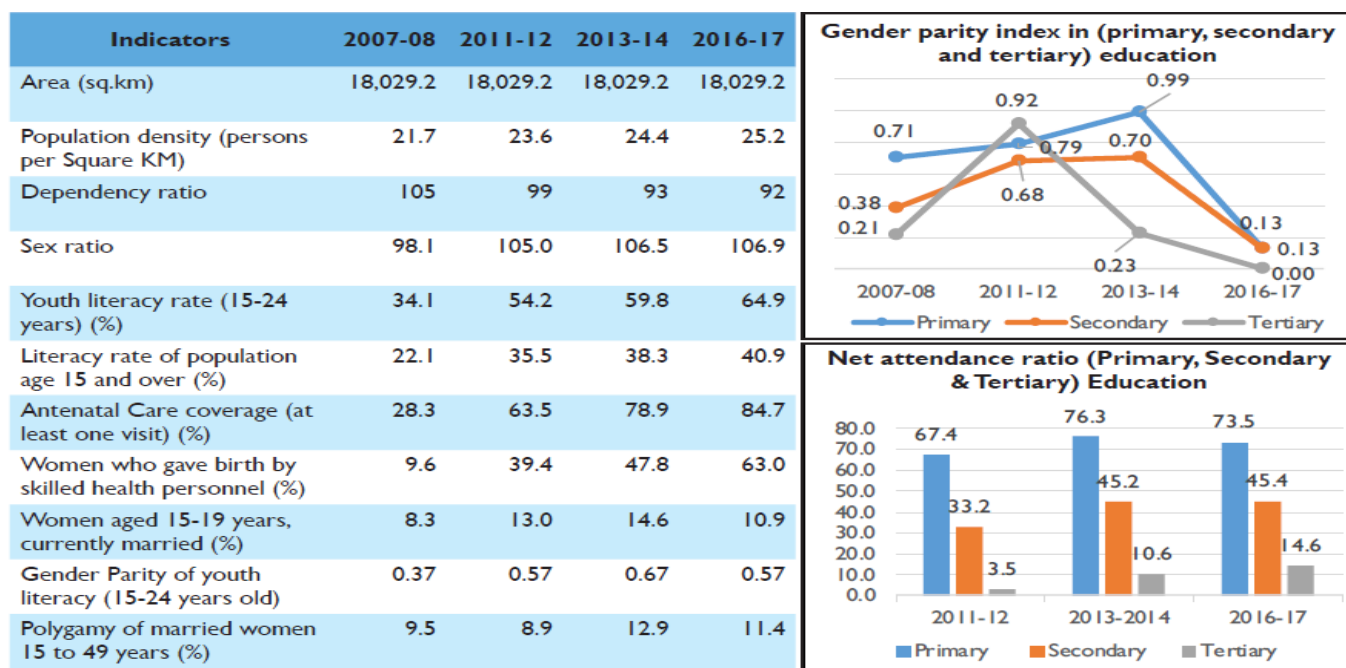 Indicators 2007-08 2011-12 2013-14 2016-17
Area (sq.km) 18,029.2 18,029.2 18,029.2 18,029.2
Population density (persons
per Square KM) 21.7 23.6 24.4 25.2
Dependency ratio 105 99 93 92
Sex ratio 98.1 105.0 106.5 106.9
Youth literacy rate (15-24
years) (%) 34.1 54.2 59.8 64.9
Literacy rate of population
age 15 and over (%) 22.1 35.5 38.3 40.9
Antenatal Care coverage (at
least one visit) (%) 28.3 63.5 78.9 84.7
Women who gave birth by
skilled health personnel (%) 9.6 39.4 47.8 63.0
Women aged 15-19 years,
currently married (%) 8.3 13.0 14.6 10.9
Gender Parity of youth
literacy (15-24 years old) 0.37 0.57 0.67 0.57
Polygamy of married women
15 to 49 years (%) 9.5 8.9 12.9 11.4
Gender parity index in (primary, secondary
and tertiary) education
0.99
0.92
0.71 0.79 0.70
0.38 0.68
0.21 0.23
0.13
0.13
0.00
2007-08 2011-12 2013-14 2016-17
Primary Secondary Tertiary
Net attendance ratio (Primary, Secondary
& Tertiary) Education
80.0
70.0
60.0
50.0
40.0
30.0
20.0
10.0
0.0
67.4 33.2 3.5
76.3 45.2 10.6
73.5 45.4 14.6
2011-12 2013-2014 2016-17
Primary Secondary Tertiary